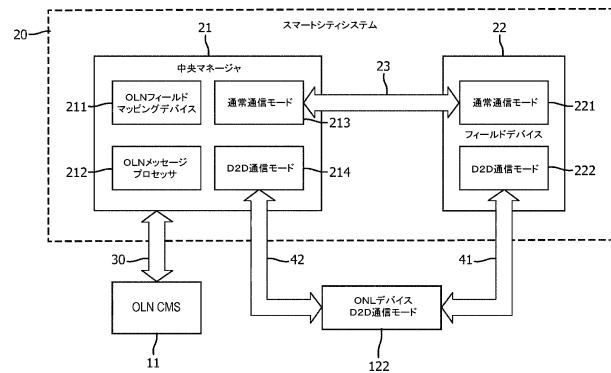 20
スマートシティシステム
21
中央マネージャ
211
OLNフィールド
マッピングデバイス
通常通信モード
213
212
OLNメッセージ
プロセッサ
D2D通信モード
214
23
22
通常通信モード
221
フィールドデバイス
D2D通信モード
222
30
42
41
OLN CMS
11
ONLデバイス
D2D通信モード
122